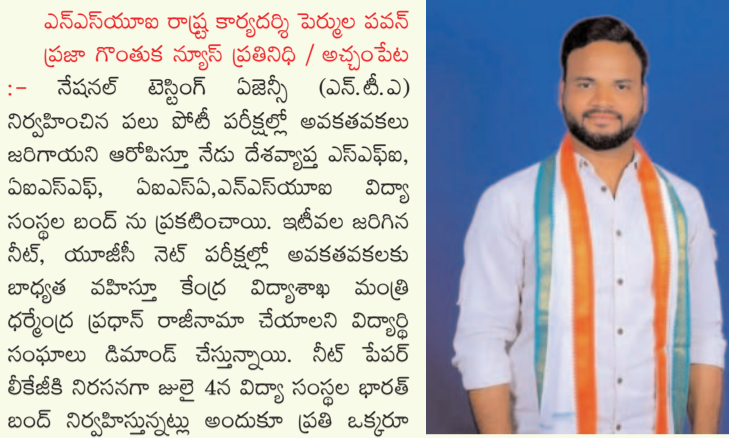 ఎన్ఎస్‌యూఐ రాష్ట్ర కార్యదర్శి పెర్ముల పవన్
ప్రజా గొంతుక న్యూస్ ప్రతినిధి / అచ్చంపేట
:– నేషనల్ టెస్టింగ్ ఏజెన్సీ (ఎన్.టీ.ఎ)
నిర్వహించిన పలు పోటీ పరీక్షల్లో అవకతవకలు
జరిగాయని ఆరోపిస్తూ నేడు దేశవ్యాప్త ఎస్ఎఫ్ఐ,
ఏఐఎస్ఎఫ్, ఏఐఎస్ఏ,ఎన్ఎస్‌యూఐ విద్యా
సంస్థల బంద్ ను ప్రకటించాయి. ఇటీవల జరిగిన
నీట్, యూజీసీ నెట్ పరీక్షల్లో అవకతవకలకు
బాధ్యత వహిస్తూ కేంద్ర విద్యాశాఖ మంత్రి
ధర్మేంద్ర ప్రధాన్ రాజీనామా చేయాలని విద్యార్థి
సంఘాలు డిమాండ్ చేస్తున్నాయి. నీట్ పేపర్
లీకేజీకి నిరసనగా జులై 4న విద్యా సంస్థల భారత్
బంద్ నిర్వహిస్తున్నట్లు అందుకూ ప్రతి ఒక్కరూ